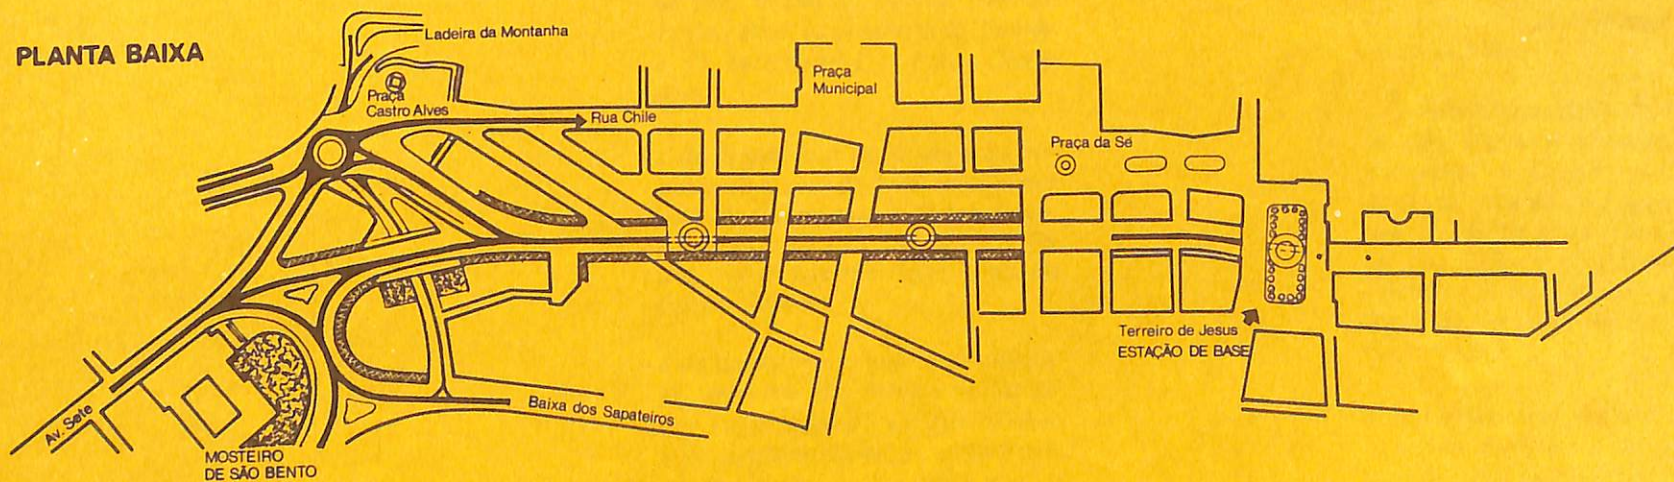 PLANTA BAIXA
Ladeira da Montanha
Praça
Castro Alves
Rua Chile
Praça
Municipal
Praça da Sé
Terreiro de Jesus
ESTAÇÃO DE BASE
Baixa dos Sapateiros
Av. Sete
MOSTEIRO
DE SÃO BENTO